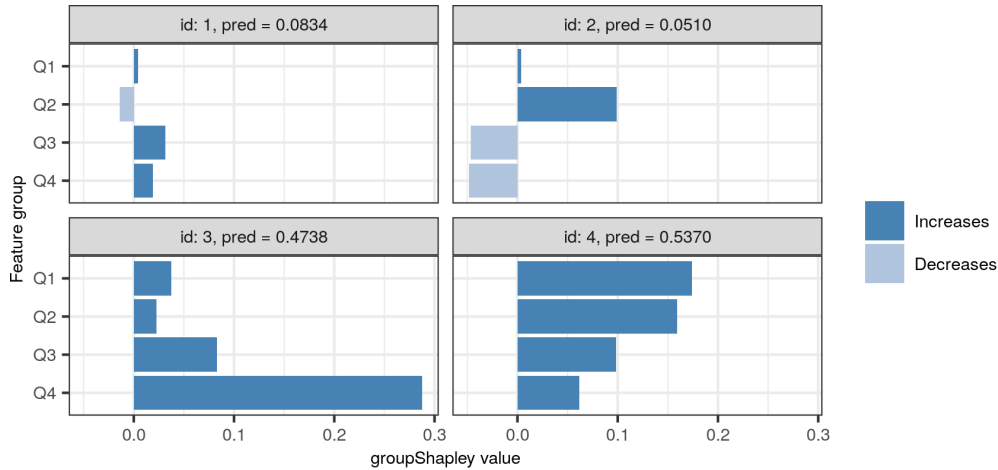 id: 1, pred = 0.0834
id: 2, pred = 0.0510
Q1
Q2
Q3
Q4
id: 3, pred = 0.4738
id: 4, pred = 0.5370
Q1
Q2
Q3
Q4
0.0 0.1 0.2 0.3
0.0 0.1 0.2 0.3
groupShapley value
Feature group
Increases
Decreases